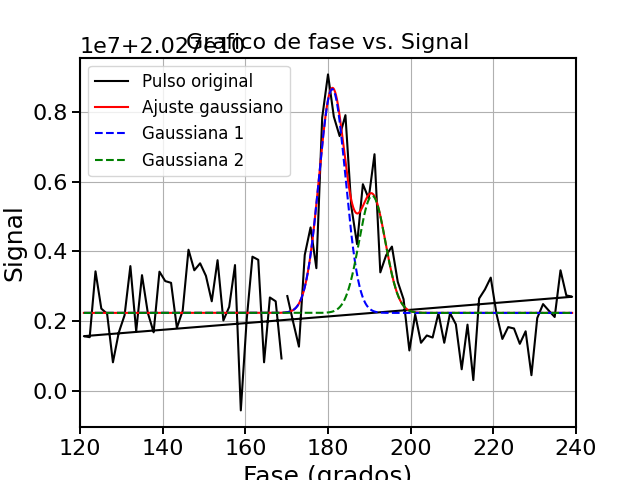 1e7+2.027e10
Grafico de fase vs. Signal
Pulso original
Ajuste gaussiano
Gaussiana 1
Gaussiana 2
Signal
0.8
0.6
0.4
0.2
0.0
120 140 160 180 200 220 240
Fase (grados)